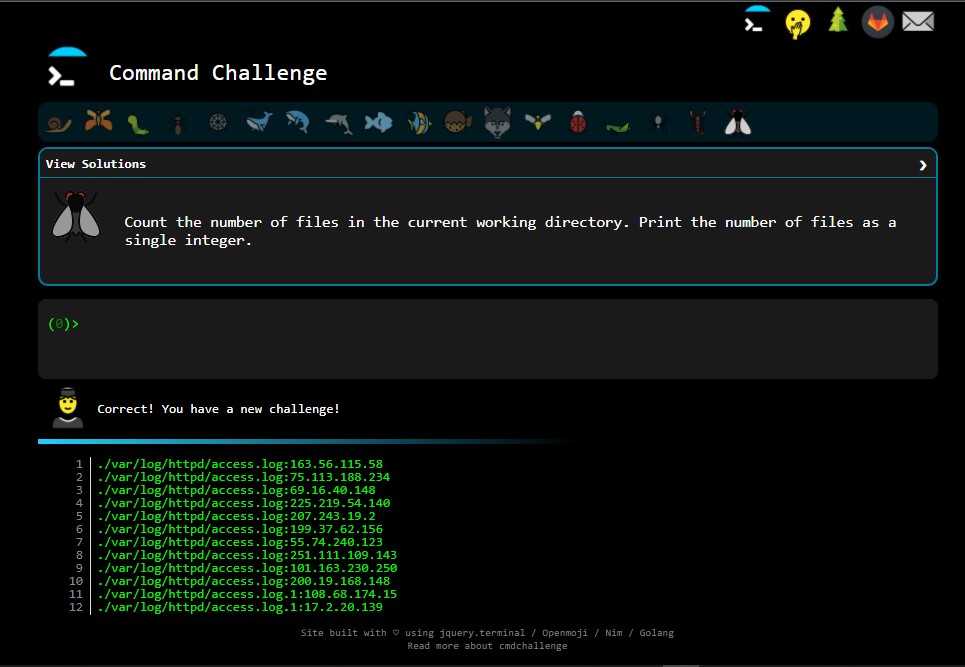 Command Challenge
View Solutions
Count the number of files in the current working directory. Print the number of files as a
single integer.
(0)>
Correct! You have a new challenge!
1 ./var/log/httpd/access.log:163.56.115.58
2 ./var/log/httpd/access.log:75.113.188.234
3 ./var/log/httpd/access.log:69.16.40.148
4 ./var/log/httpd/access.log:225.219.54.140
5 ./var/log/httpd/access.log:207.243.19.2
6 ./var/log/httpd/access.log:199.37.62.156
7 ./var/log/httpd/access.log:55.74.240.123
8 ./var/log/httpd/access.log:251.111.109.143
9 ./var/log/httpd/access.log:101.163.230.250
10 ./var/log/httpd/access.log:200.19.168.148
11 ./var/log/httpd/access.log.1:108.68.174.15
12 ./var/log/httpd/access.log.1:17.2.20.139
Site built with ♡ using jquery.terminal / Openmoji / Nim / Golang
Read more about cmdchallenge